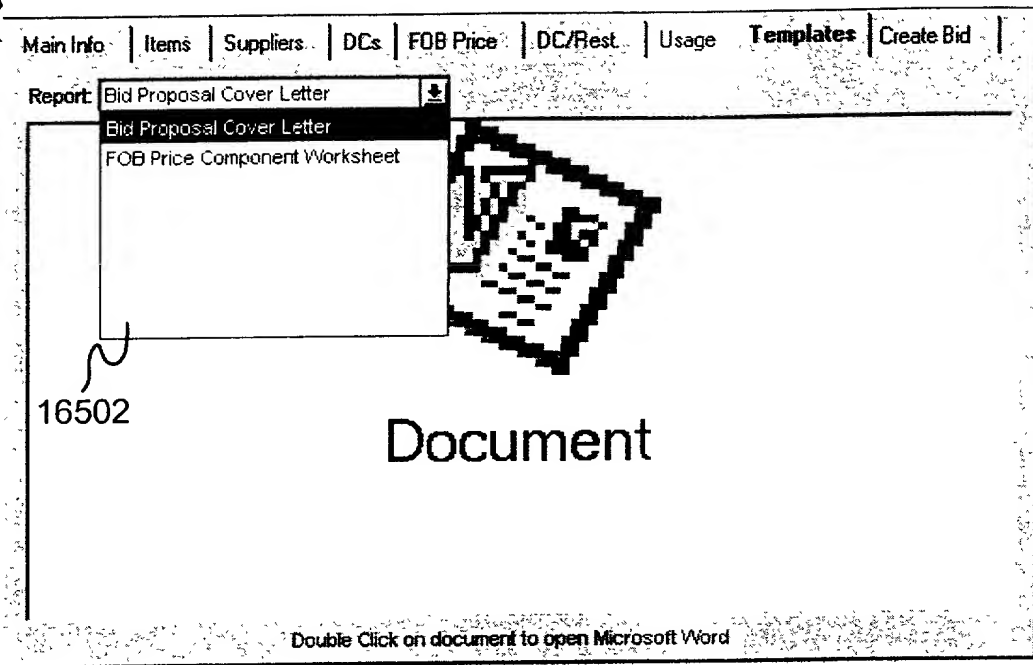 Main Info Items Suppliers DCs FOB Price DC/Rest. Usage Templates Create Bid
Report: Bid Proposal Cover Letter
Bid Proposal Cover Letter
FOB Price Component Worksheet
16502
Document
Double Click on document to open Microsoft Word